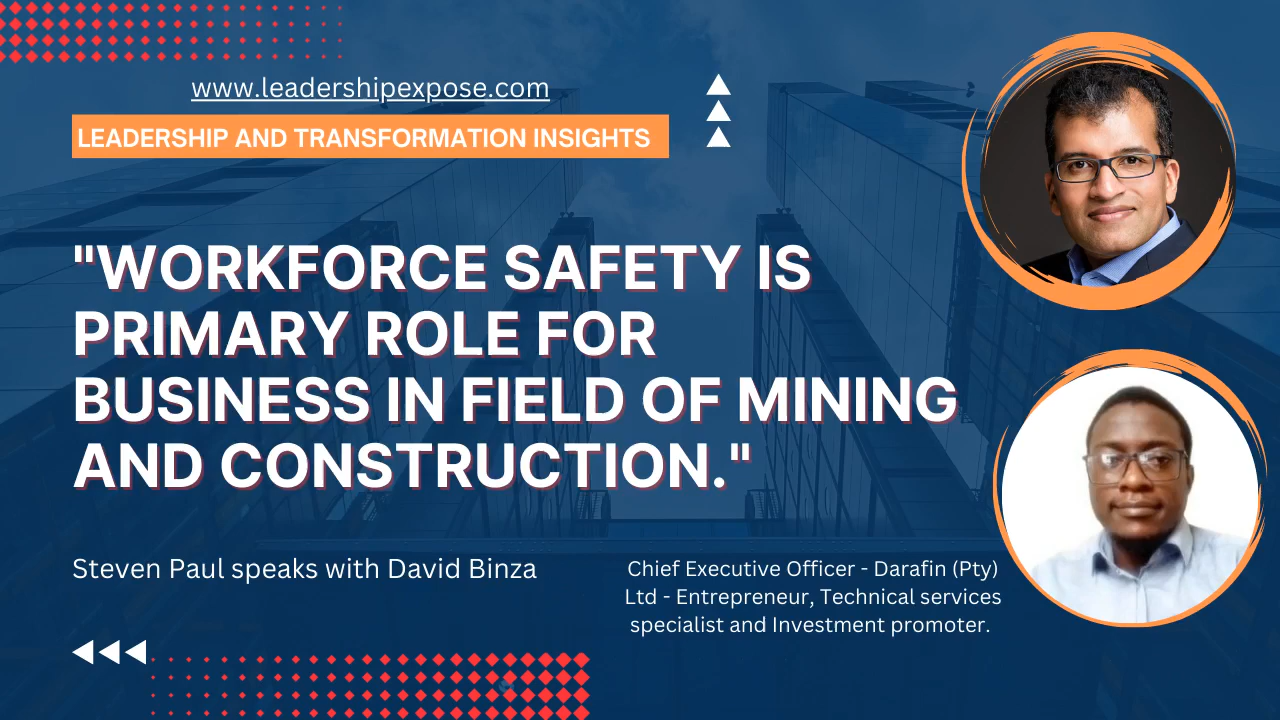 www.leadershipexpose.com
LEADERSHIP AND TRANSFORMATION INSIGHTS
"WORKFORCE SAFETY IS
PRIMARY ROLE FOR
BUSINESS IN FIELD OF MINING
AND CONSTRUCTION."
Steven Paul speaks with David Binza
Chief Executive Officer - Darafin (Pty)
Ltd - Entrepreneur, Technical services
specialist and Investment promoter.